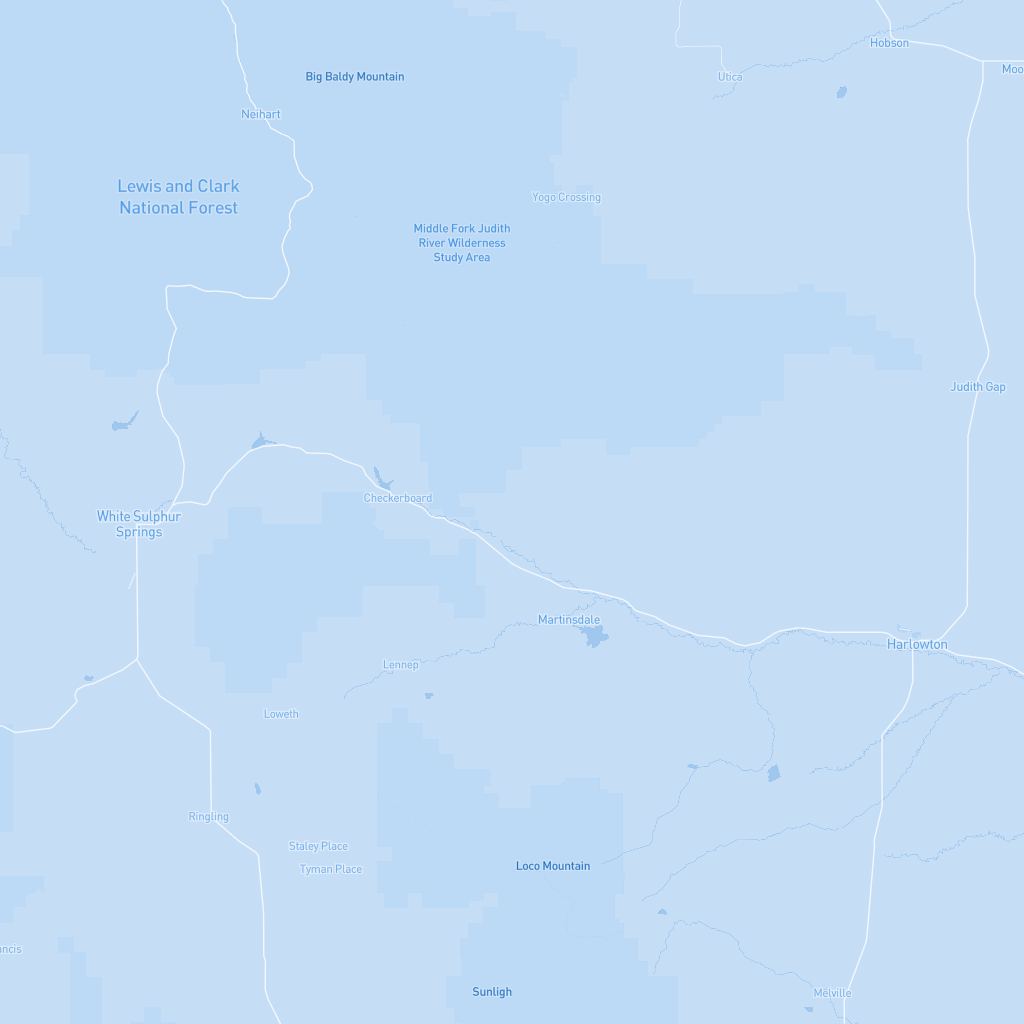 Hobson
Moo
Big Baldy Mountain
Ubca
Neihart
Lewis and Clark
National Forest
Yogo Crossing
Middle Fork Judith
River Wilderness
Study Area
Judith Gap
Checkerboard
White Sulphur
Springs
Martinsdale
Harlowton
Lennep
Loweth
Ringling
Staley Place
Tyman Place
Loco Mountain
ancis
Sunligh
Melville